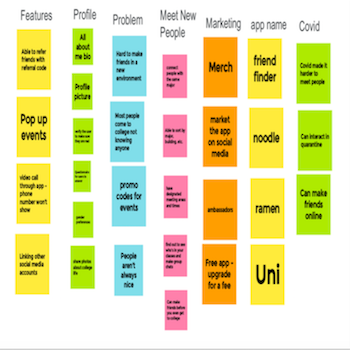 Features
Able to refer
friends with
referral code
Pop up
events
video call
through app -
phone
number won't
show
Linking other
social media
accounts
Profile
All
about
me bio
Profile
picture
verify the user
to make sure
they are real
gender
preference
share photos
about college
life
Problem
Hard to make
friends in a
new
environment
Most people
come to
college not
knowing
anyone
promo
codes for
events
People
aren't
always
nice
Meet New
People
connect people
with the same
major
Able to sort by
major,
building, etc.
have
designated
meeting areas
and times
find out to see
who's in your
classes and
make group
chats
Can make
friends before
you even get
to college
Marketing
Merch
market
the app
on social
media
ambassadors
Free app -
upgrade
for a fee
app name
friend
finder
noodle
ramen
Uni
Covid
Covid made it
harder to
meet people
Can interact in
quarantine
Can make
friends
online